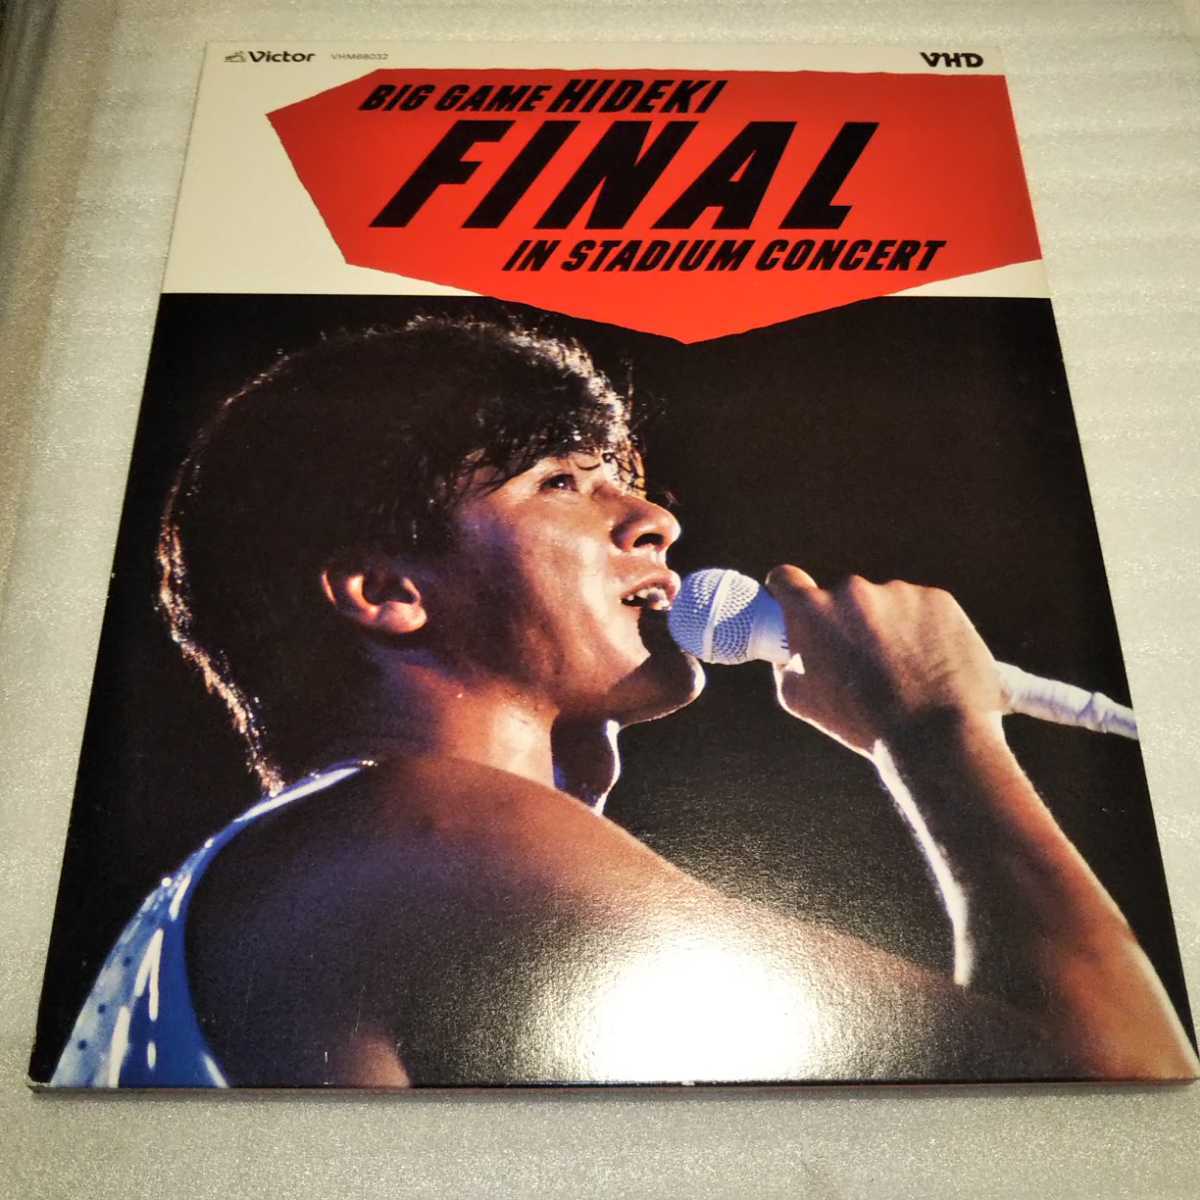 Victor VHM68032 VHD
BIG GAME HIDEKI
FINAL
IN STADIUM CONCERT